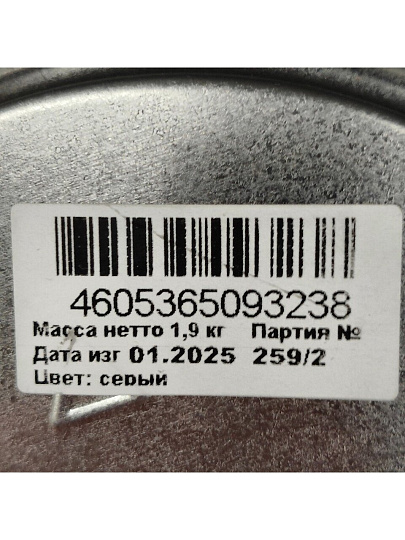 4605365093238
Масса нетто 1,9 кг Партия №
Дата изг 01.2025 259/2
Цвет: серый